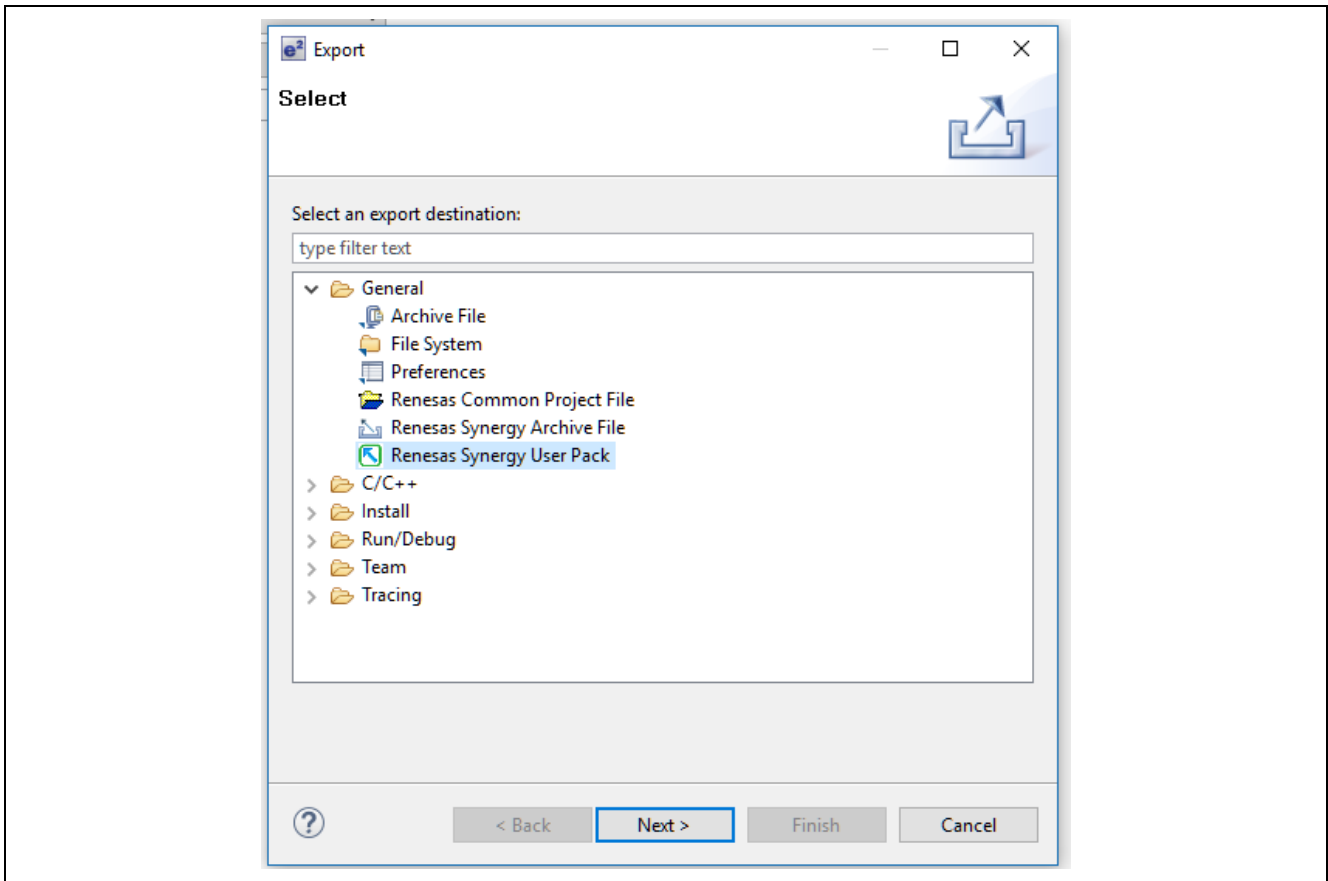 e² Export
Select
Select an export destination:
type filter text
General
Archive File
File System
Preferences
Renesas Common Project File
Renesas Synergy Archive File
Renesas Synergy User Pack
C/C++
Install
Run/Debug
Team
Tracing
? < Back Next > Finish Cancel